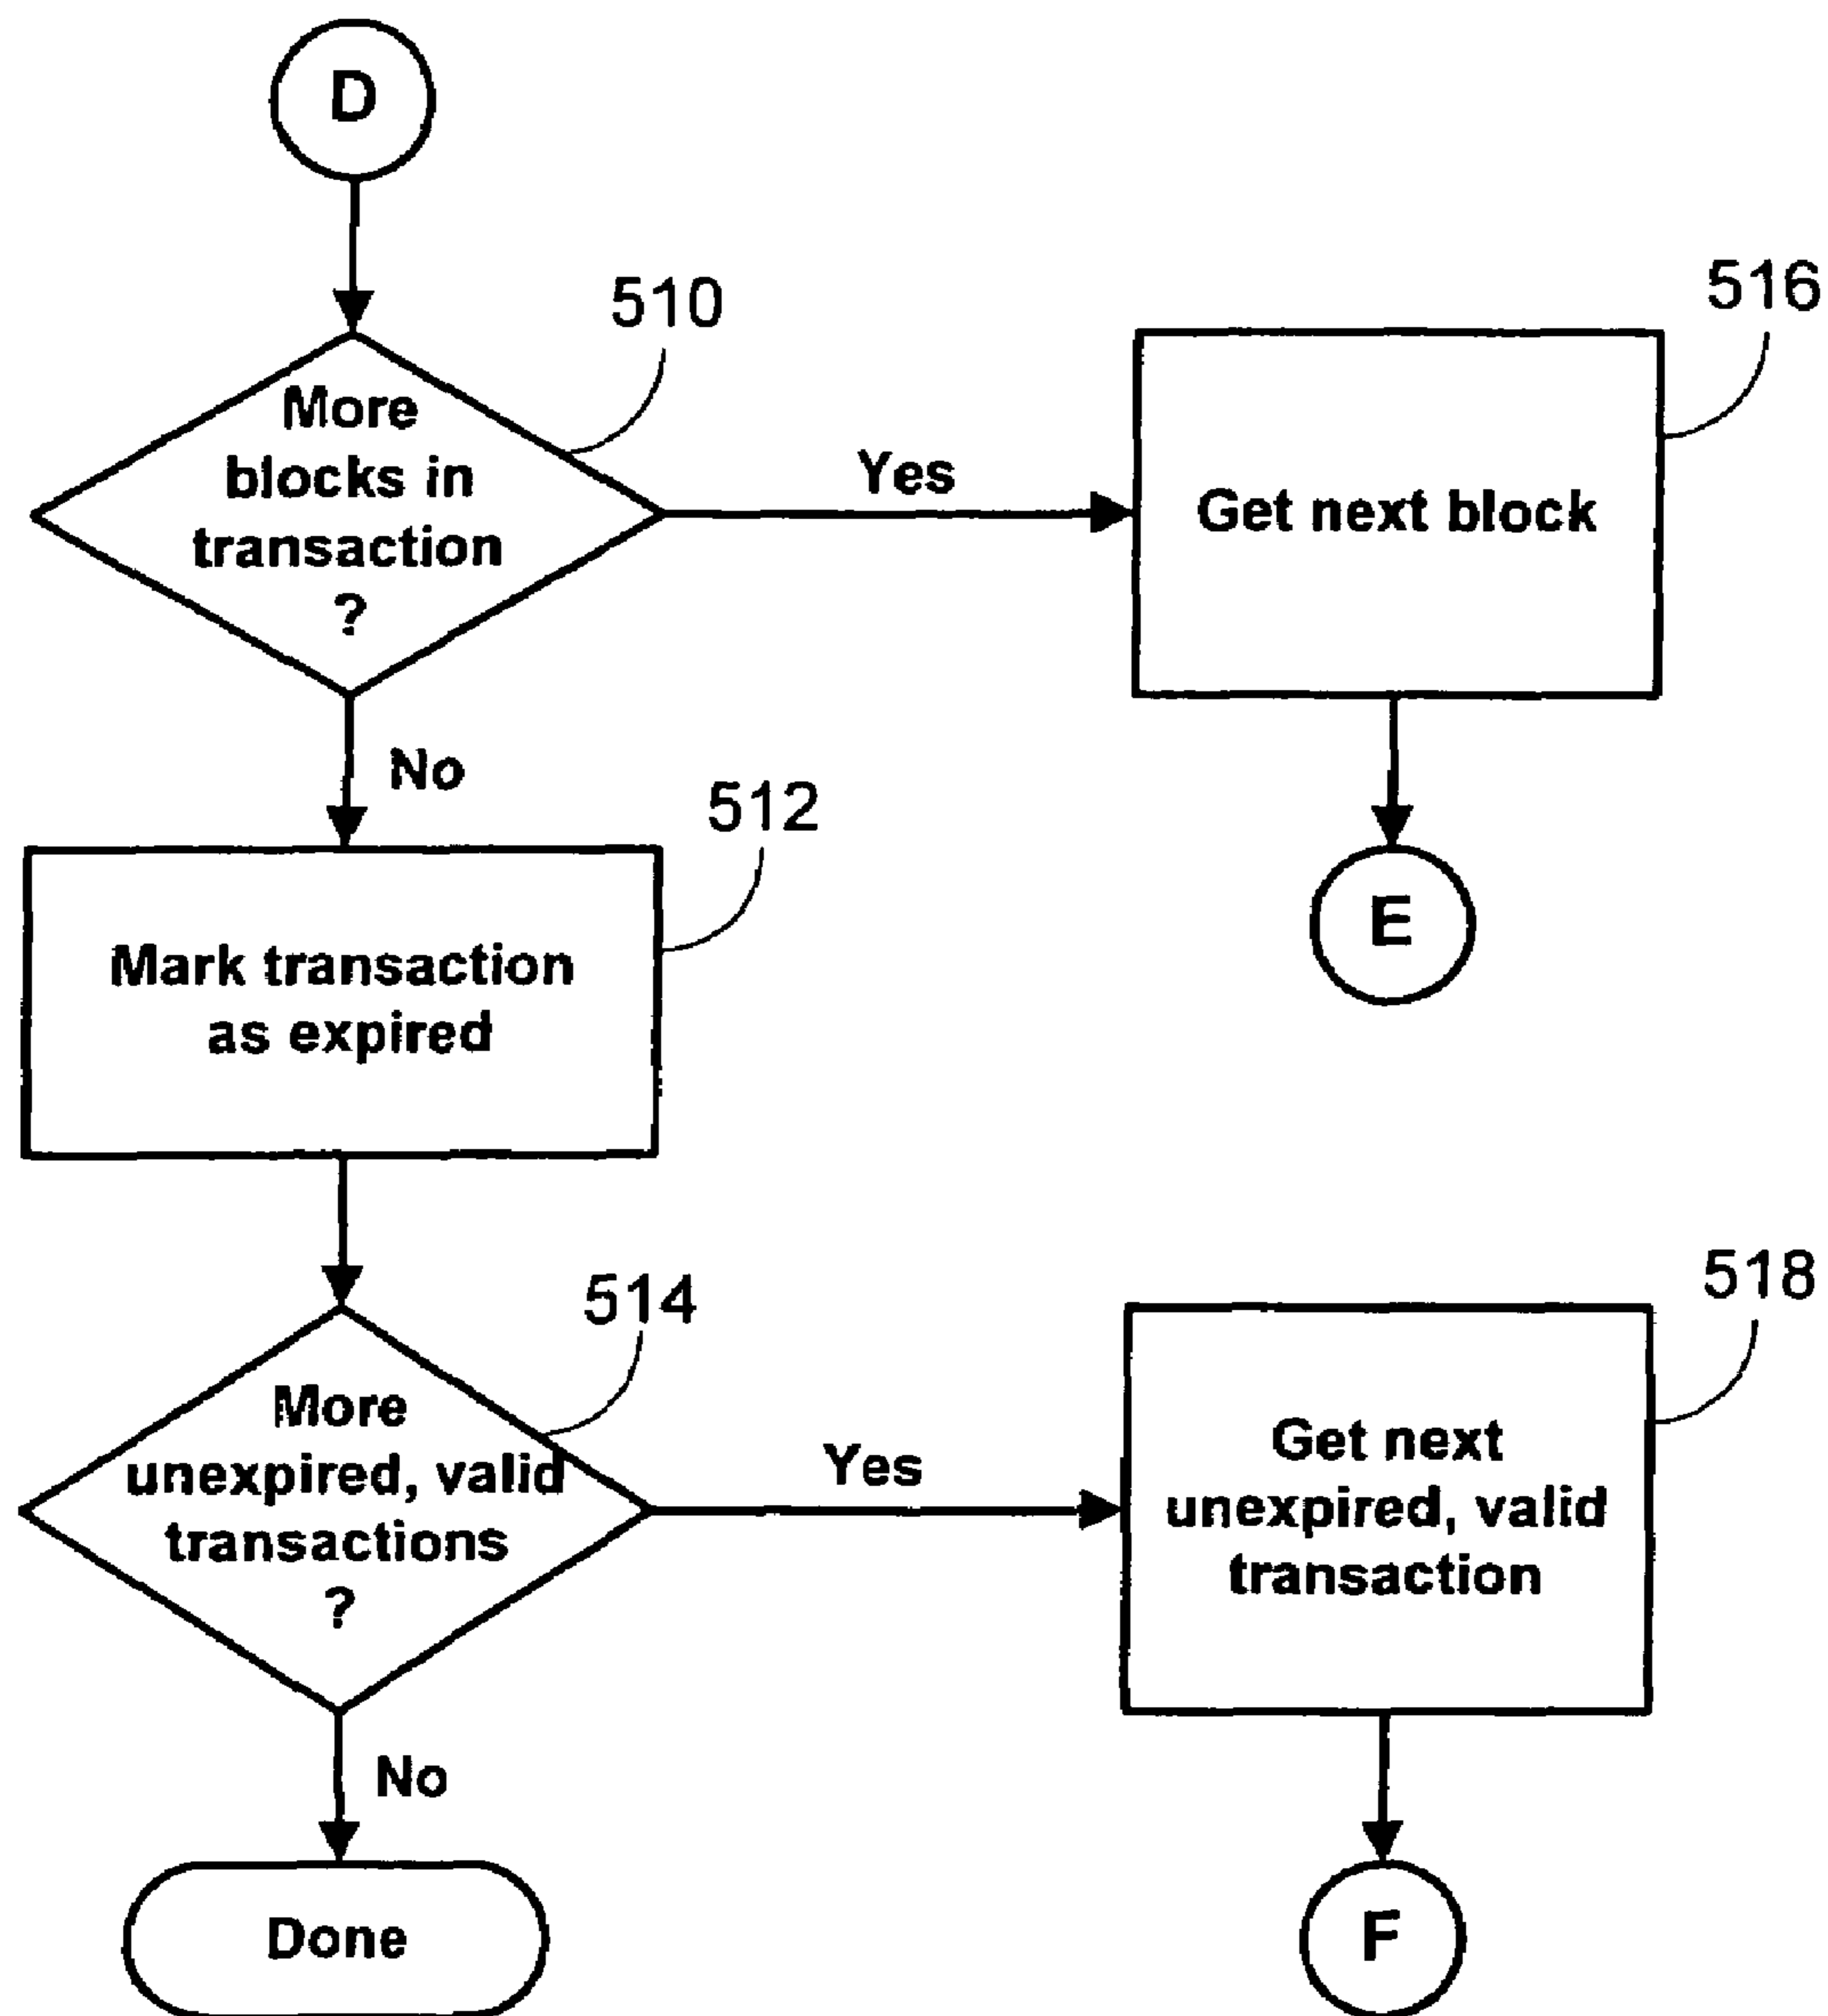 D
510
More
blocks in
transaction
?
Yes
516
Get next block
No
E
512
Mark transaction
as expired
514
More
unexpired, valid
transactions
?
Yes
518
Get next
unexpired, valid
transaction
No
Done
F